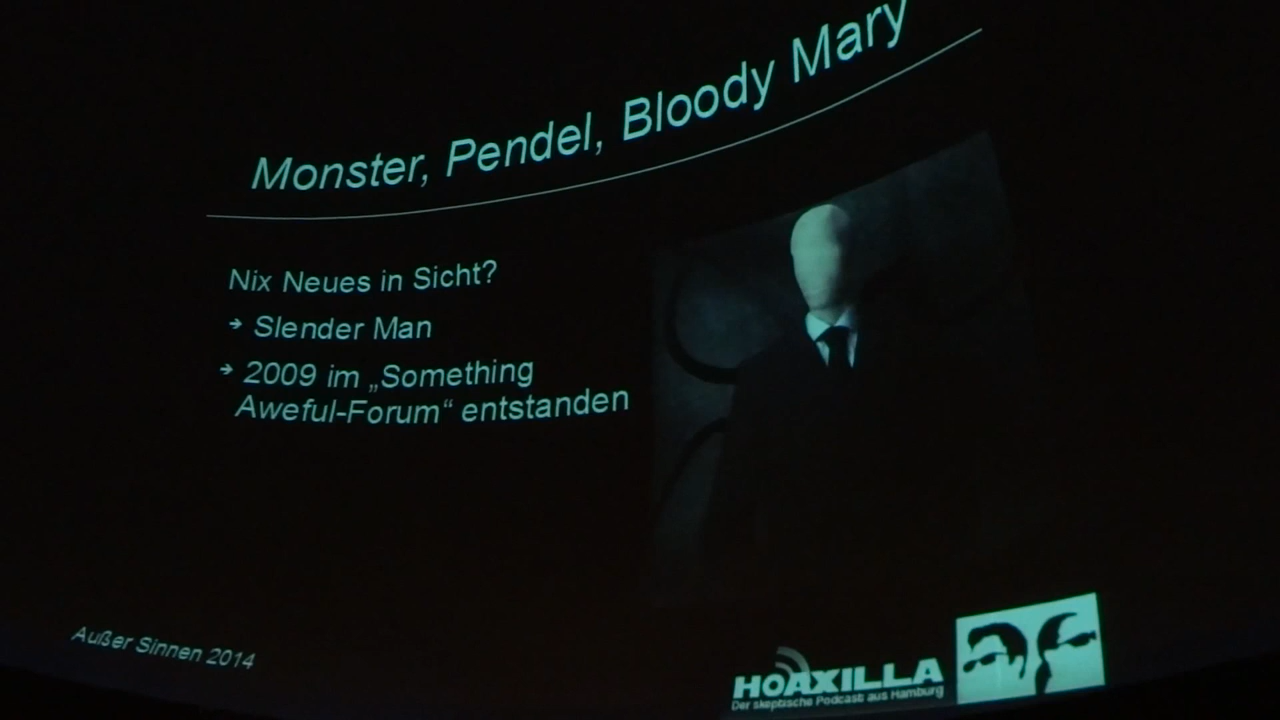 Monster, Pendel, Bloody Mary
Nix Neues in Sicht?
→ Slender Man
→ 2009 im „Something
Aweful-Forum“ entstanden
Außer Sinnen 2014
HOAXILLA
Der skeptische Podcast aus Hamburg